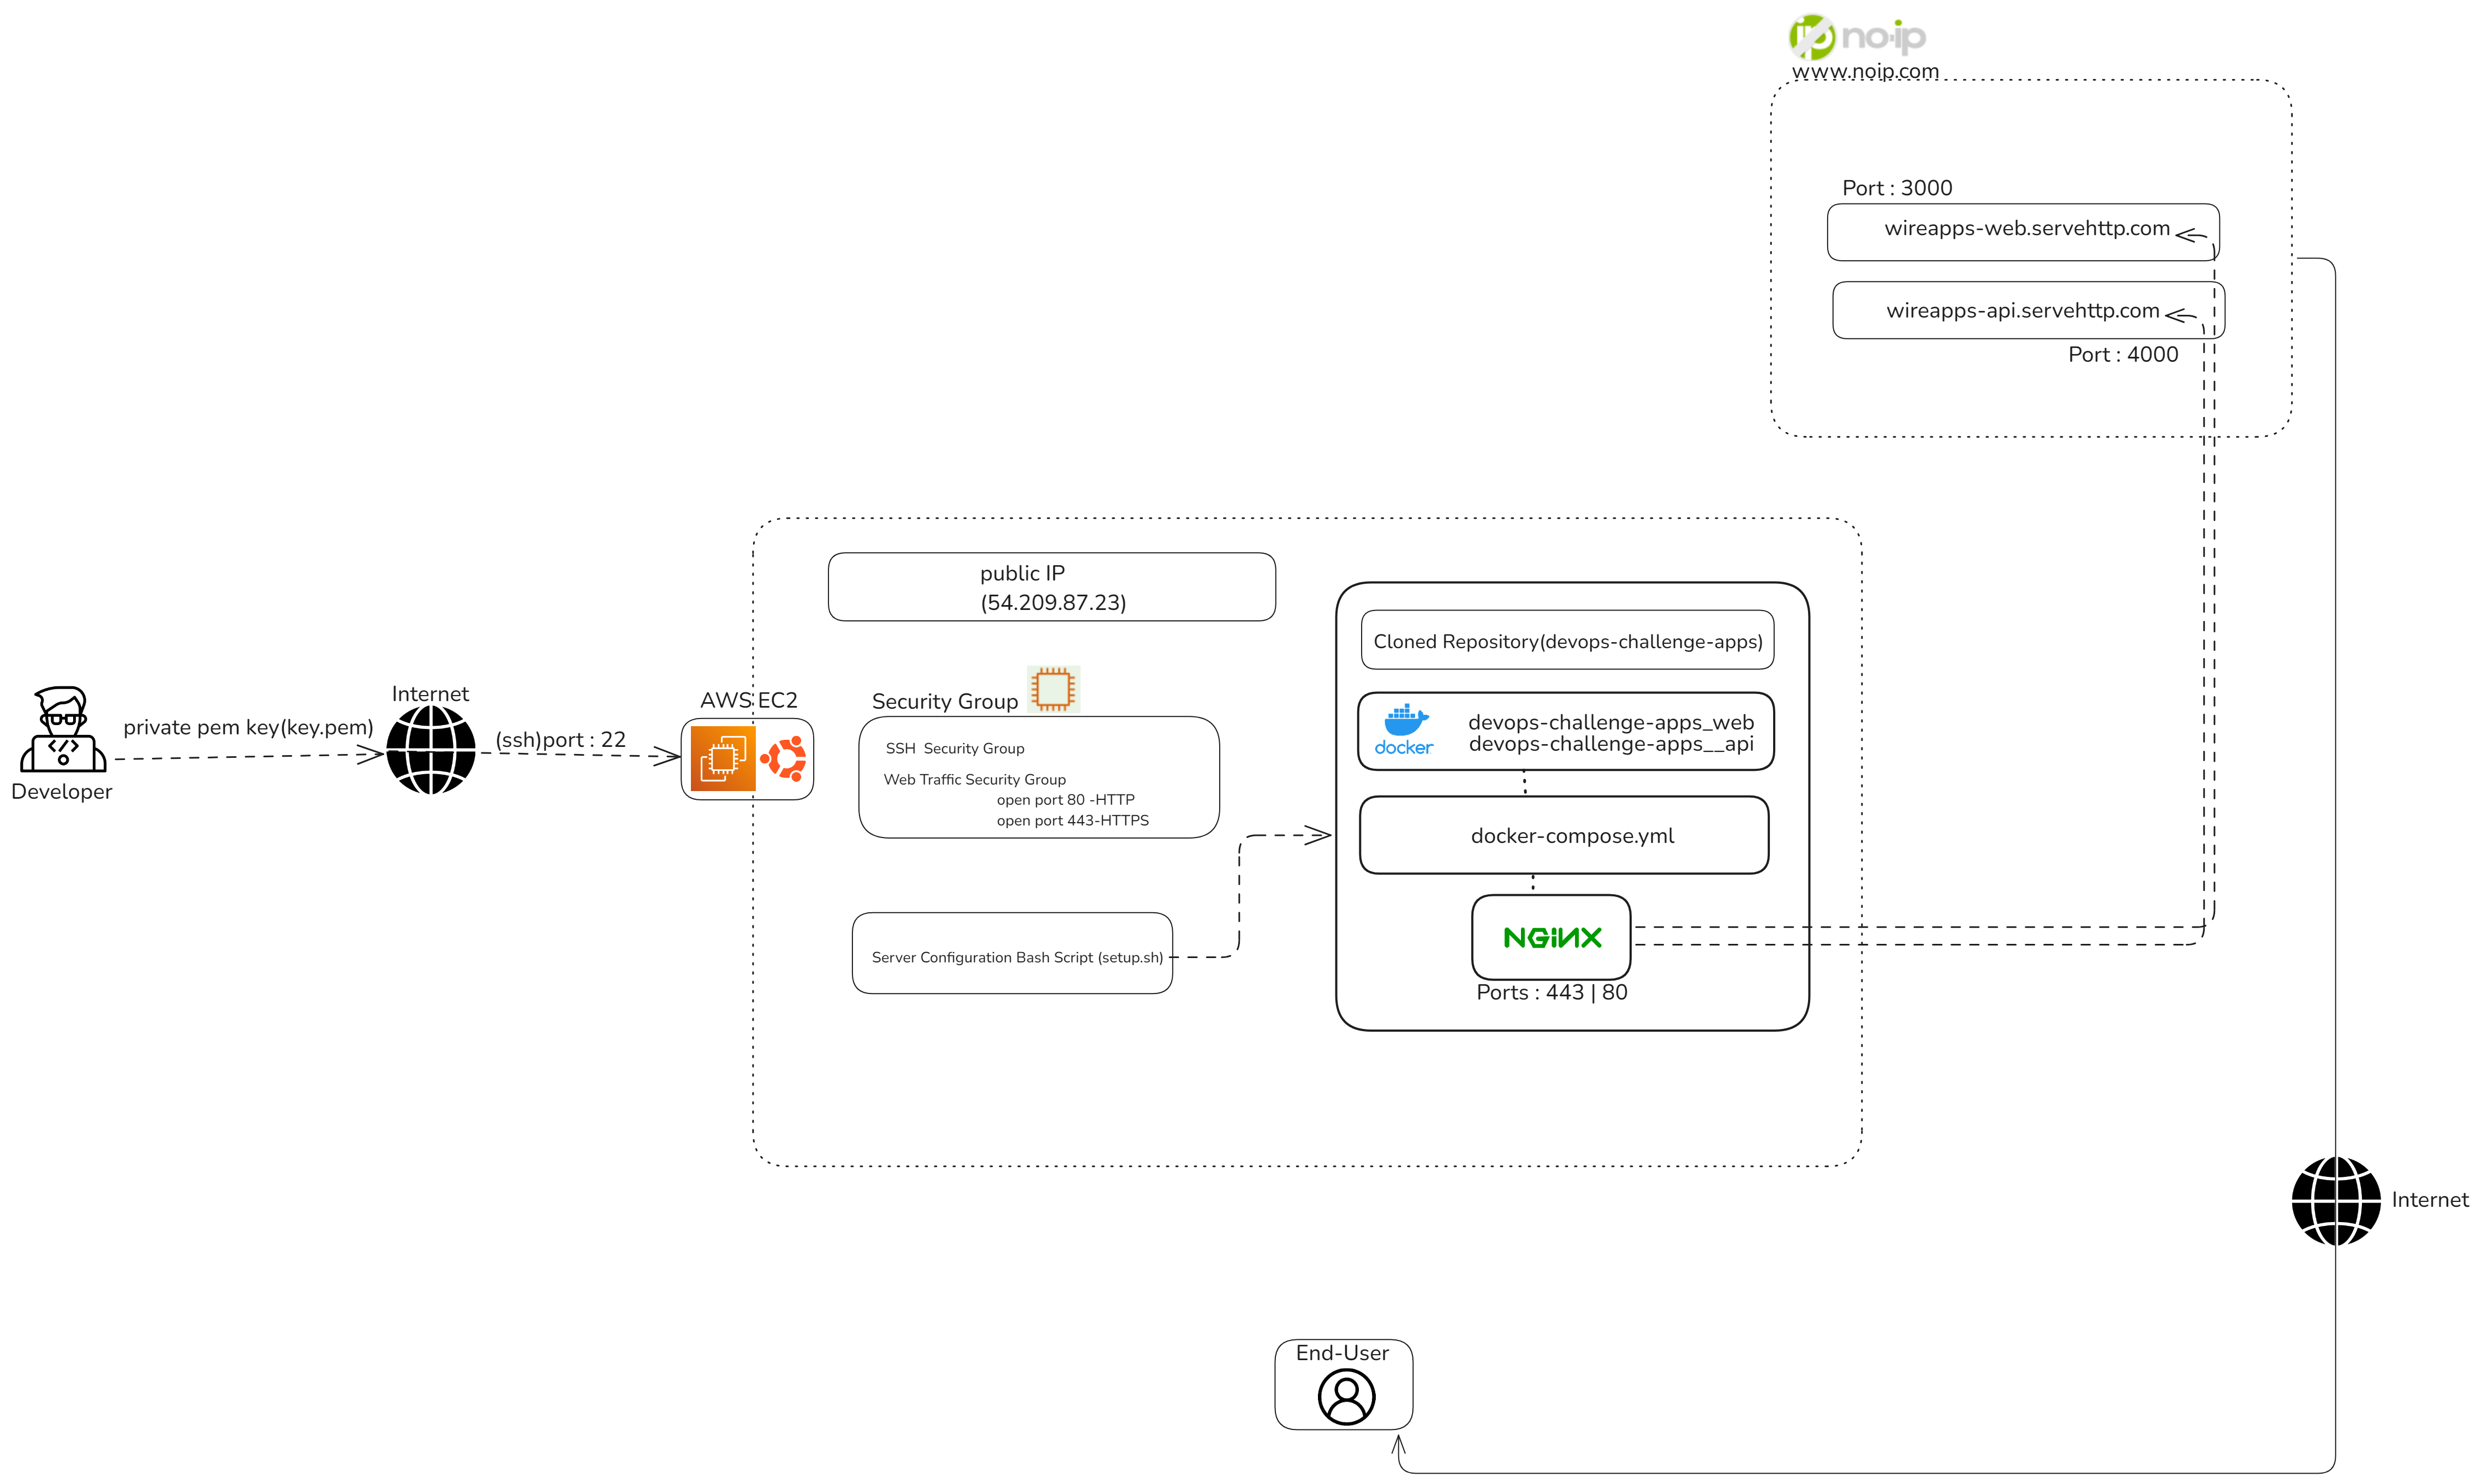 no·ip
www.noip.com
Port : 3000
wireapps-web.servehttp.com
wireapps-api.servehttp.com
Port : 4000
public IP
(54.209.87.23)
Cloned Repository(devops-challenge-apps)
Internet
AWS EC2
Security Group
private pem key(key.pem)
(ssh)port : 22
docker
devops-challenge-apps_web
devops-challenge-apps__api
SSH  Security Group
Web Traffic Security Group
open port 80 -HTTP
open port 443-HTTPS
Developer
docker-compose.yml
NGINX
Server Configuration Bash Script (setup.sh)
Ports : 443 | 80
Internet
End-User